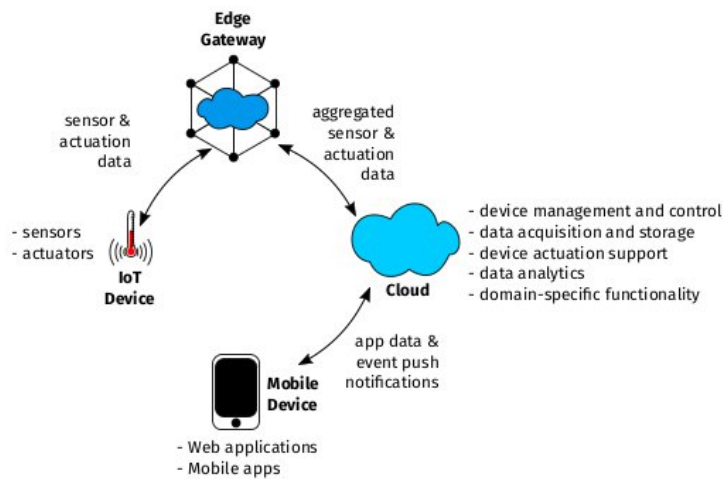 Edge
Gateway
sensor &
actuation
data
aggregated
sensor &
actuation
data
- sensors
- actuators
IoT
Device
Cloud
- device management and control
- data acquisition and storage
- device actuation support
- data analytics
- domain-specific functionality
app data &
event push
notifications
Mobile
Device
- Web applications
- Mobile apps